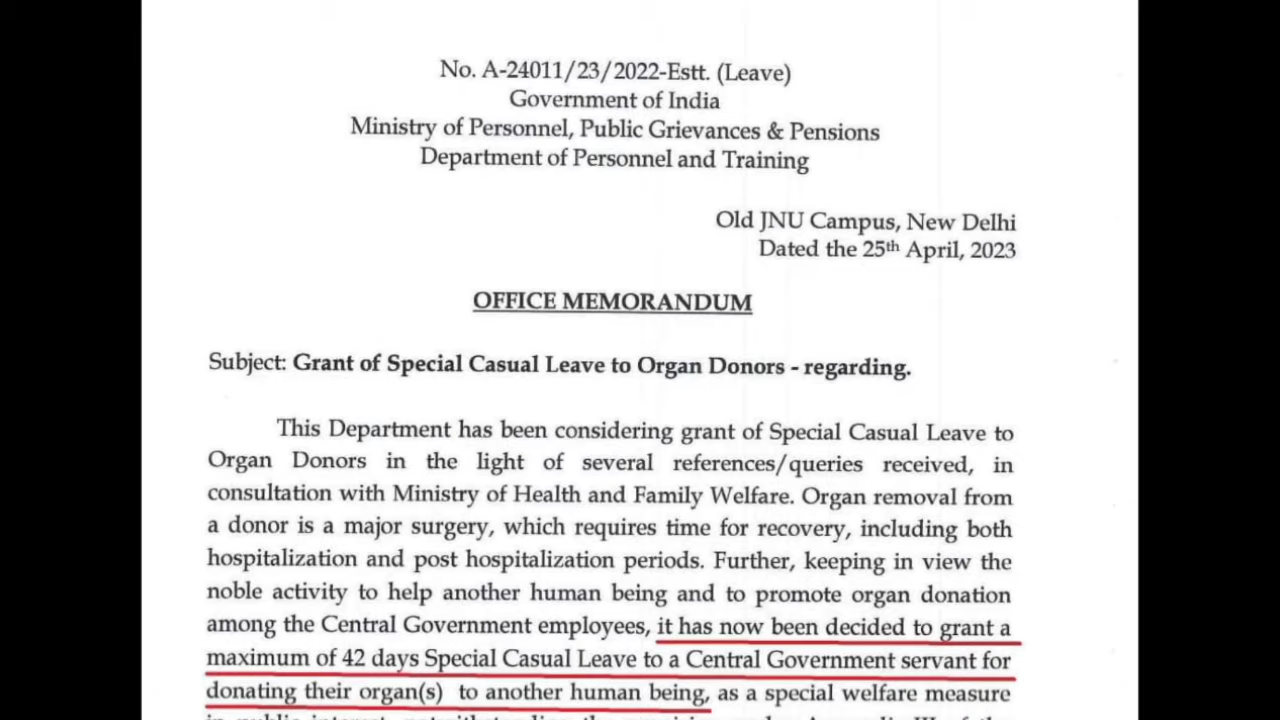 No. A-24011/23/2022-Estt. (Leave)
Government of India
Ministry of Personnel, Public Grievances & Pensions
Department of Personnel and Training
Old JNU Campus, New Delhi
Dated the 25th April, 2023
OFFICE MEMORANDUM
Subject: Grant of Special Casual Leave to Organ Donors - regarding.
This Department has been considering grant of Special Casual Leave to
Organ Donors in the light of several references/queries received, in
consultation with Ministry of Health and Family Welfare. Organ removal from
a donor is a major surgery, which requires time for recovery, including both
hospitalization and post hospitalization periods. Further, keeping in view the
noble activity to help another human being and to promote organ donation
among the Central Government employees, it has now been decided to grant a
maximum of 42 days Special Casual Leave to a Central Government servant for
donating their organ(s) to another human being, as a special welfare measure